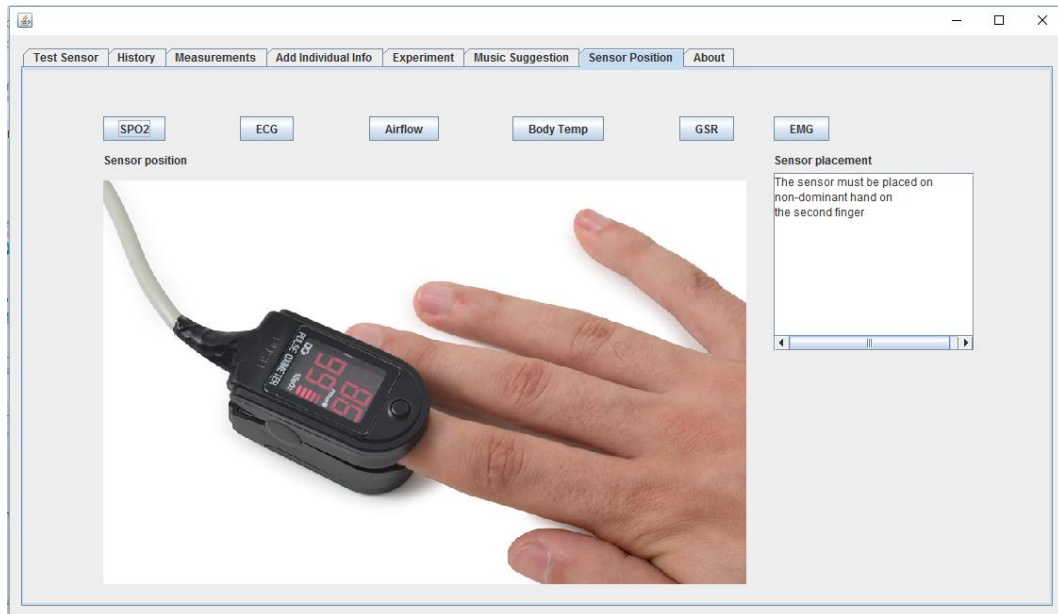 Test Sensor
History
Measurements
Add Individual Info
Experiment
Music Suggestion
Sensor Position
About
SPO2
ECG
Airflow
Body Temp
GSR
EMG
Sensor position
Sensor placement
The sensor must be placed on
non-dominant hand on
the second finger
PULSE OXIMETER
99
98